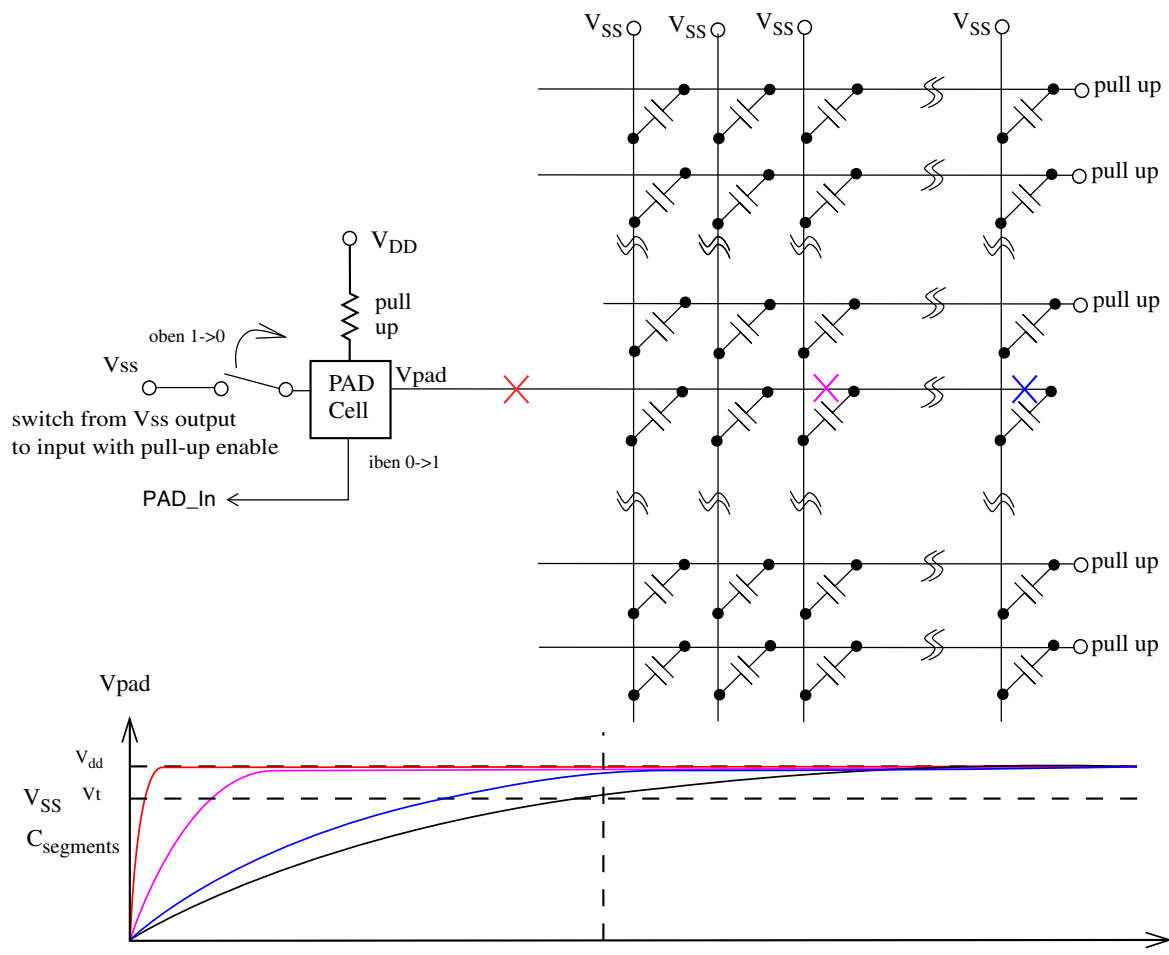 VSS VSS VSS VSS
pull up
pull up
VDD
pull
up
pull up
oben 1->0
Vss
PAD
Cell
Vpad
switch from Vss output
to input with pull-up enable
iben 0->1
PAD_In
pull up
pull up
Vpad
Vdd
Vt
VSS
Csegments